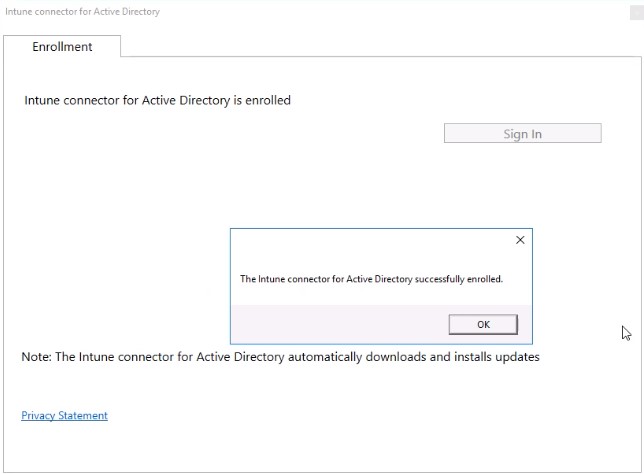 Intune connector for Active Directory
Enrollment
Intune connector for Active Directory is enrolled
Sign In
The Intune connector for Active Directory successfully enrolled.
OK
Note: The Intune connector for Active Directory automatically downloads and installs updates
Privacy Statement